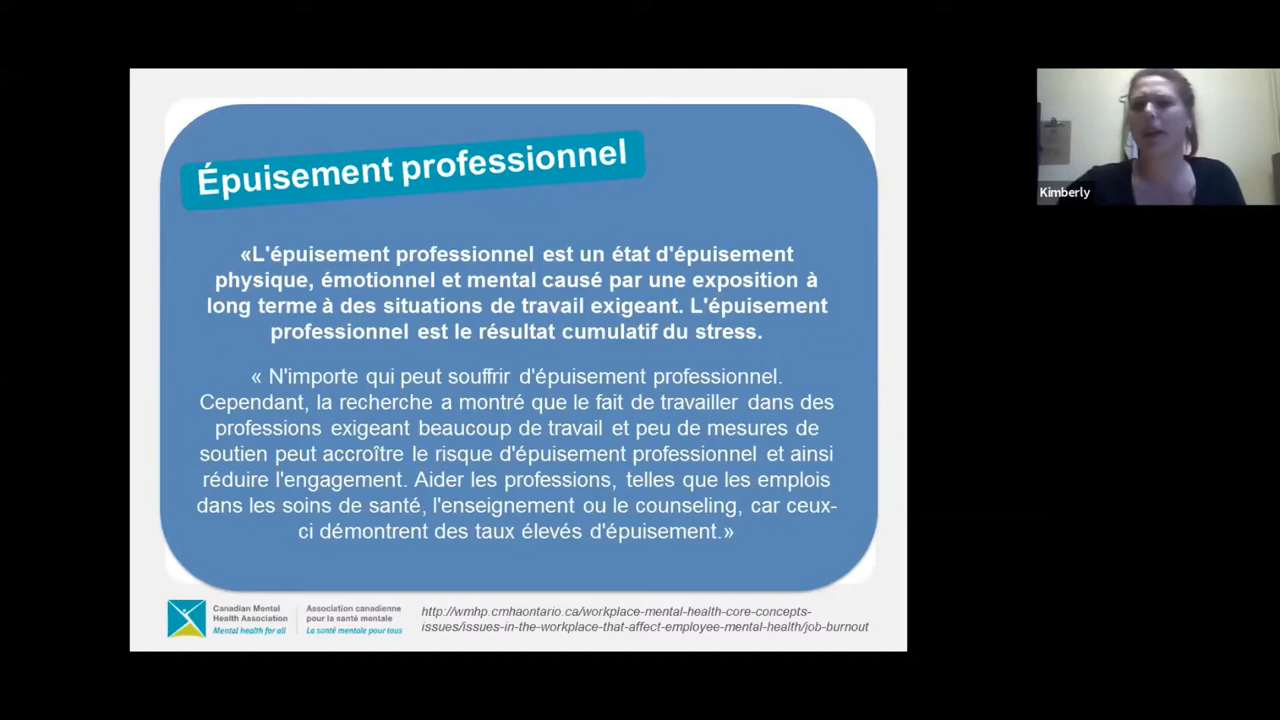 Épuisement professionnel
«L'épuisement professionnel est un état d'épuisement
physique, émotionnel et mental causé par une exposition à
long terme à des situations de travail exigeant. L'épuisement
professionnel est le résultat cumulatif du stress.
« N'importe qui peut souffrir d'épuisement professionnel.
Cependant, la recherche a montré que le fait de travailler dans des
professions exigeant beaucoup de travail et peu de mesures de
soutien peut accroître le risque d'épuisement professionnel et ainsi
réduire l'engagement. Aider les professions, telles que les emplois
dans les soins de santé, l'enseignement ou le counseling, car ceux-
ci démontrent des taux élevés d'épuisement.»
Canadian Mental
Health Association
Mental health for all
Association canadienne
pour la santé mentale
La santé mentale pour tous
http://wmhp.cmhaontario.ca/workplace-mental-health-core-concepts-
issues/issues-in-the-workplace-that-affect-employee-mental-health/job-burnout
Kimberly